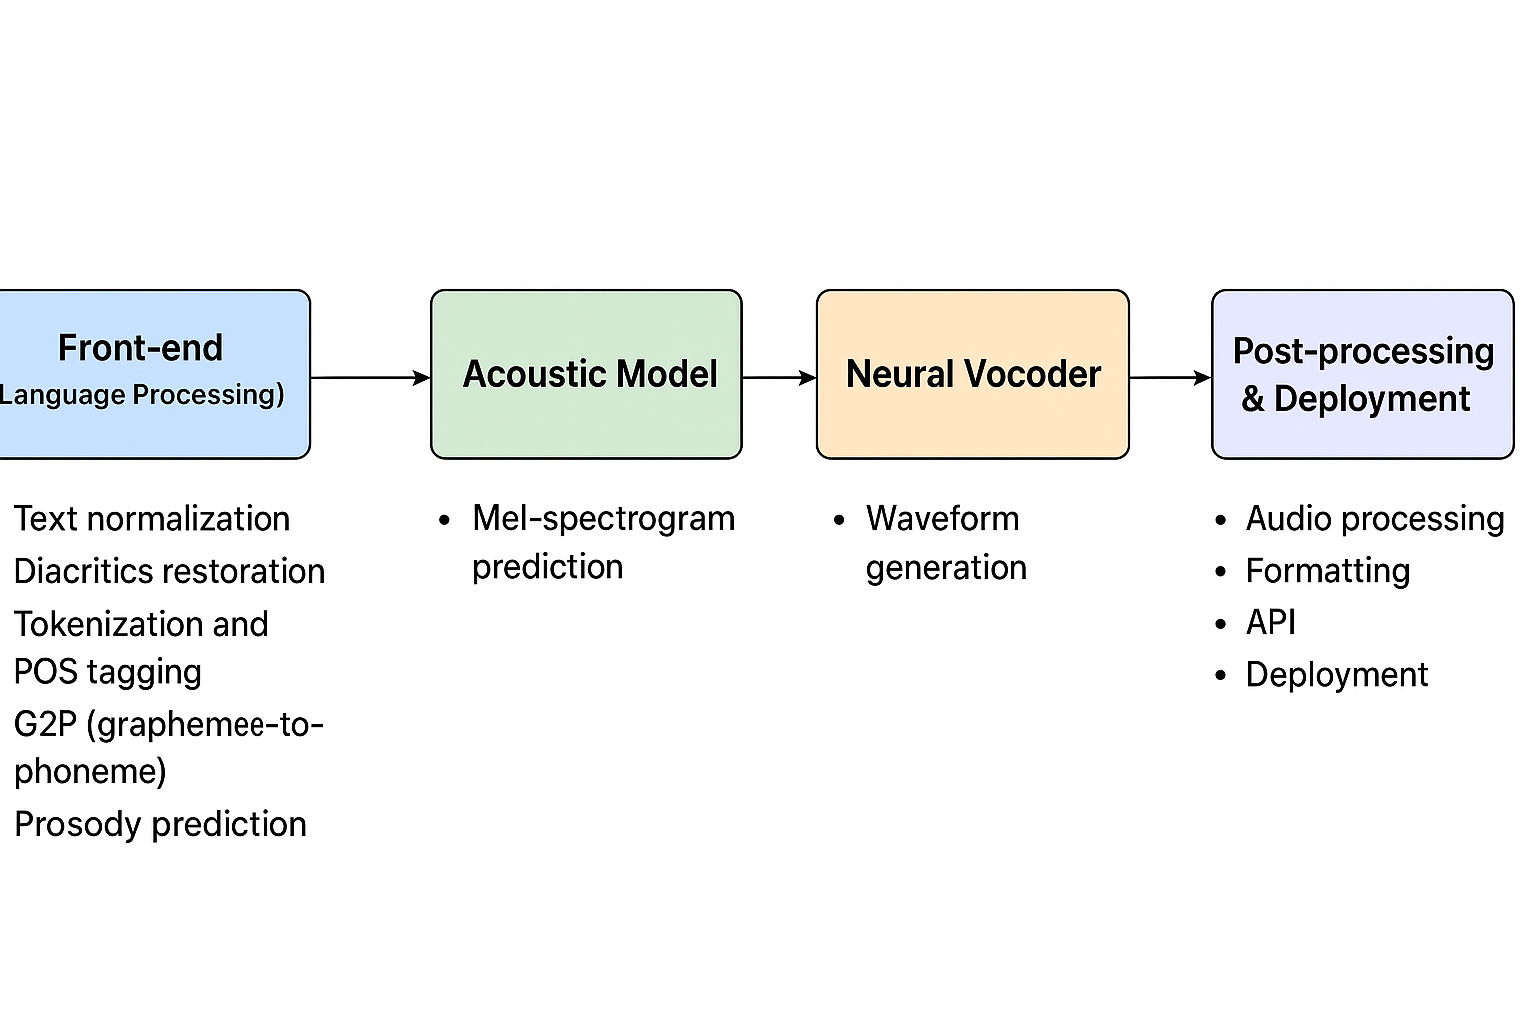 Front-end
Language Processing)
Acoustic Model
Neural Vocoder
Post-processing
& Deployment
Text normalization
Diacritics restoration
Tokenization and
POS tagging
G2P (graphemee-to-
phoneme)
Prosody prediction
• Mel-spectrogram
prediction
• Waveform
generation
• Audio processing
• Formatting
• API
• Deployment